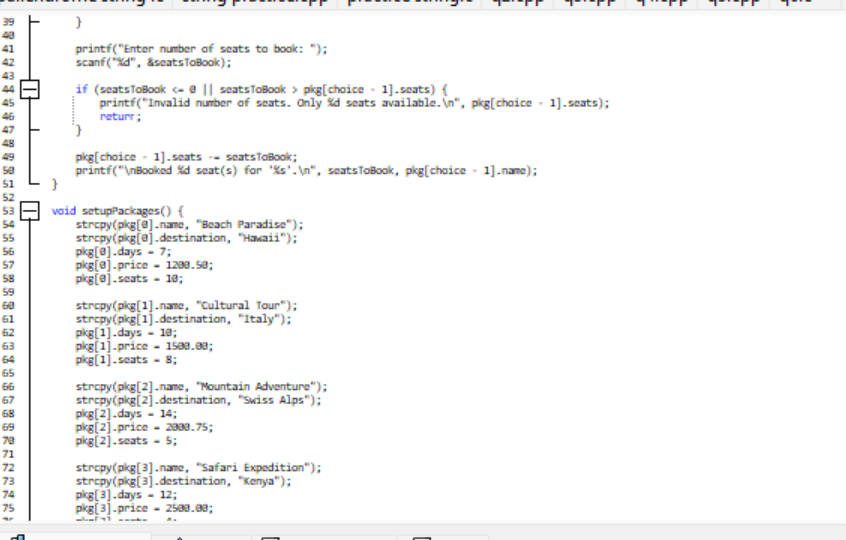 39 }
40
41 printf("Enter number of seats to book: ");
42 scanf("%d", &seatsToBook);
43
44 if (seatsToBook <= 0 || seatsToBook > pkg[choice - 1].seats) {
45 printf("Invalid number of seats. Only %d seats available.\n", pkg[choice - 1].seats);
46 return;
47 }
48
49 pkg[choice - 1].seats -= seatsToBook;
50 printf("\nBooked %d seat(s) for '%s'.\n", seatsToBook, pkg[choice - 1].name);
51 }
52
53 void setupPackages() {
54 strcpy(pkg[0].name, "Beach Paradise");
55 strcpy(pkg[0].destination, "Hawaii");
56 pkg[0].days = 7;
57 pkg[0].price = 1200.50;
58 pkg[0].seats = 10;
59
60 strcpy(pkg[1].name, "Cultural Tour");
61 strcpy(pkg[1].destination, "Italy");
62 pkg[1].days = 10;
63 pkg[1].price = 1500.00;
64 pkg[1].seats = 8;
65
66 strcpy(pkg[2].name, "Mountain Adventure");
67 strcpy(pkg[2].destination, "Swiss Alps");
68 pkg[2].days = 14;
69 pkg[2].price = 2000.75;
70 pkg[2].seats = 5;
71
72 strcpy(pkg[3].name, "Safari Expedition");
73 strcpy(pkg[3].destination, "Kenya");
74 pkg[3].days = 12;
75 pkg[3].price = 2500.00;